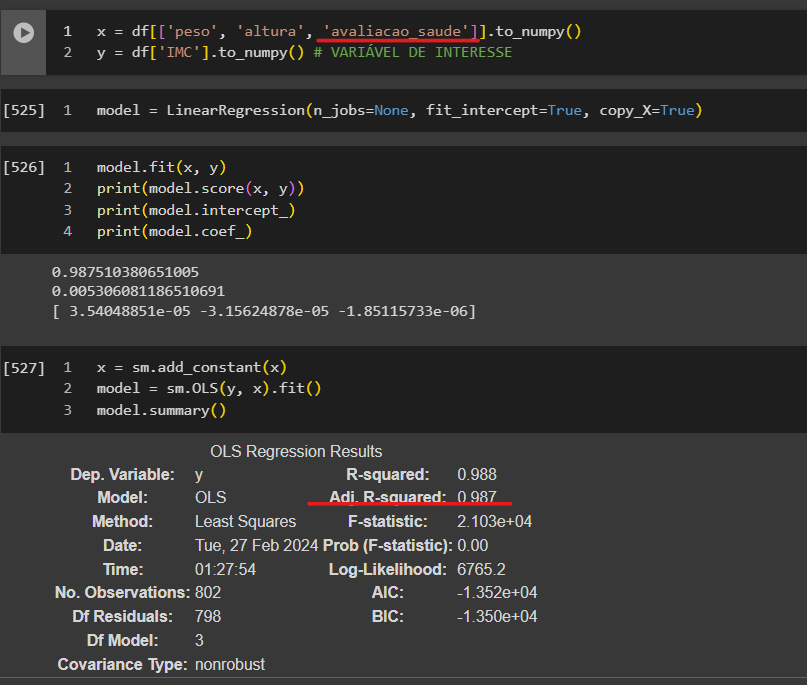 1 x = df[['peso', 'altura', 'avaliacao_saude']].to_numpy()
2 y = df['IMC'].to_numpy() # VARIÁVEL DE INTERESSE
[525] 1 model = LinearRegression(n_jobs=None, fit_intercept=True, copy_X=True)
[526] 1 model.fit(x, y)
2 print(model.score(x, y))
3 print(model.intercept_)
4 print(model.coef_)
0.987510380651005
0.005306081186510691
[ 3.54048851e-05 -3.15624878e-05 -1.85115733e-06]
[527] 1 x = sm.add_constant(x)
2 model = sm.OLS(y, x).fit()
3 model.summary()
OLS Regression Results
Dep. Variable: y R-squared: 0.988
Model: OLS Adj. R-squared: 0.987
Method: Least Squares F-statistic: 2.103e+04
Date: Tue, 27 Feb 2024 Prob (F-statistic): 0.00
Time: 01:27:54 Log-Likelihood: 6765.2
No. Observations: 802 AIC: -1.352e+04
Df Residuals: 798 BIC: -1.350e+04
Df Model: 3
Covariance Type: nonrobust